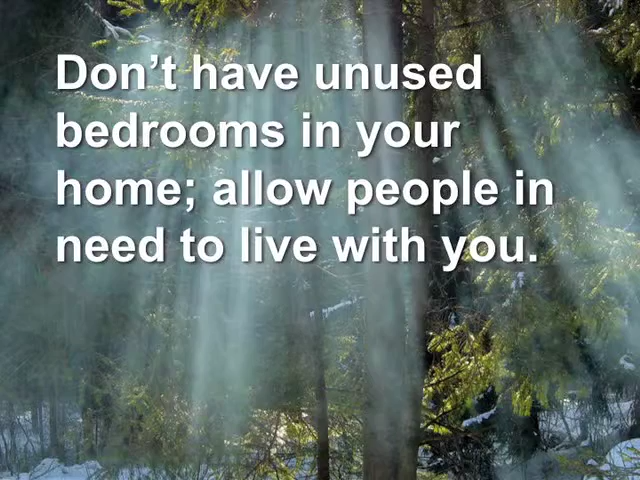 Don’t have unused
bedrooms in your
home; allow people in
need to live with you.